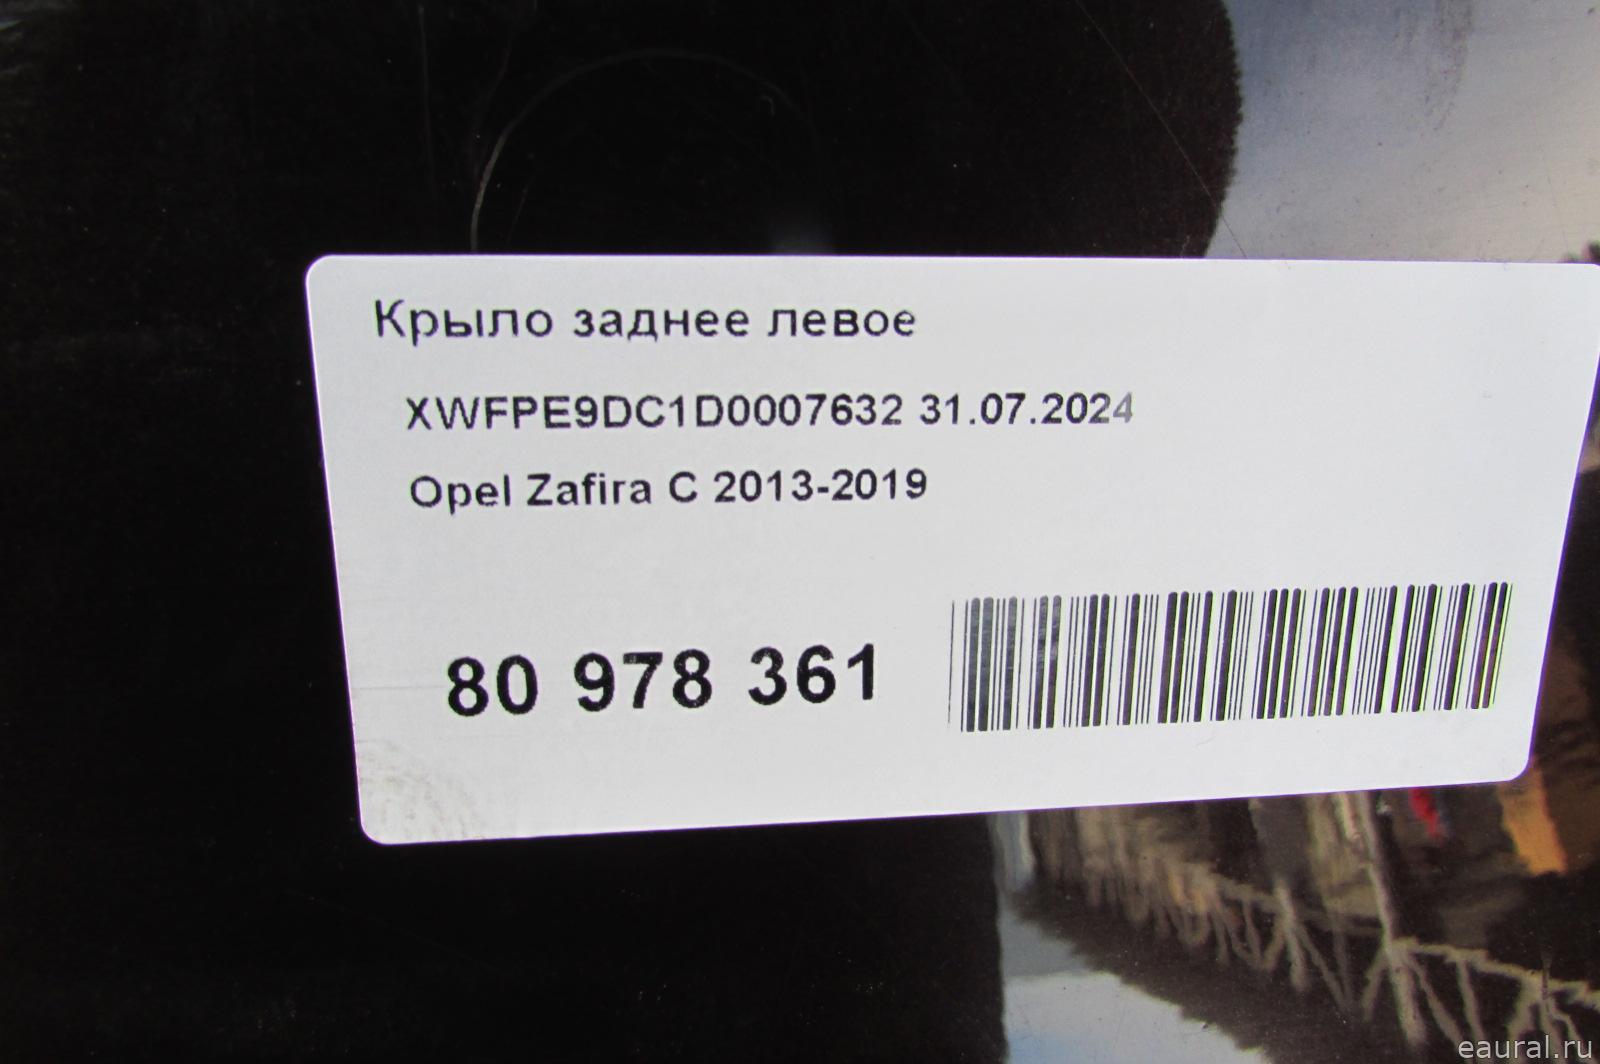 Крыло заднее левое
XWFPE9DC1D0007632 31.07.2024
Opel Zafira C 2013-2019
80 978 361
eaural.ru